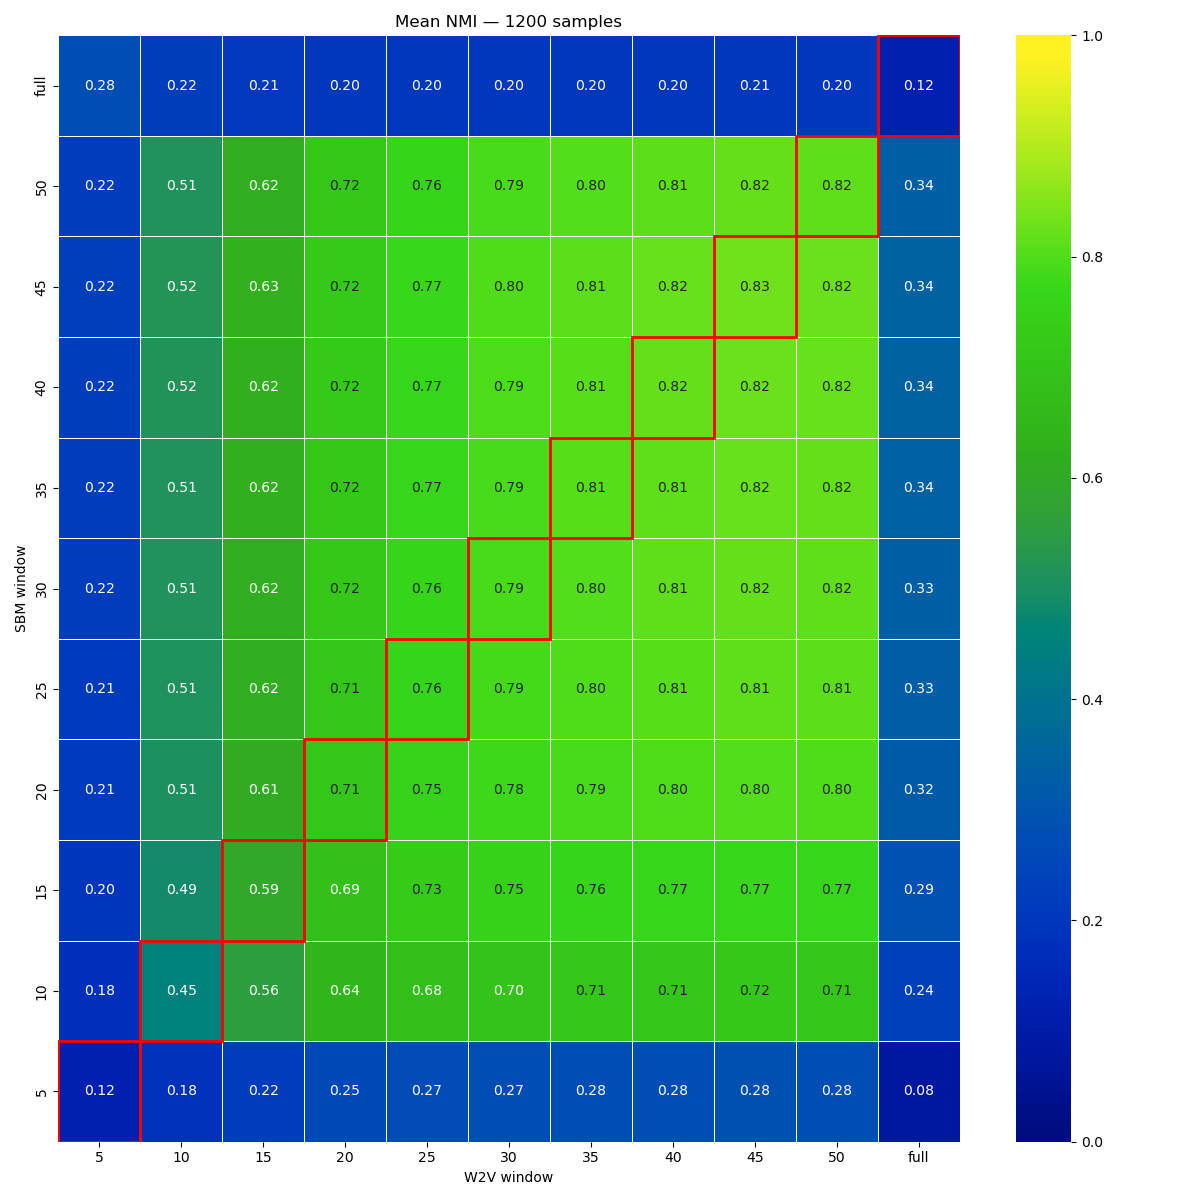 Mean NMI — 1200 samples
full 0.28 0.22 0.21 0.20 0.20 0.20 0.20 0.20 0.21 0.20 0.12
50 0.22 0.51 0.62 0.72 0.76 0.79 0.80 0.81 0.82 0.82 0.34
45 0.22 0.52 0.63 0.72 0.77 0.80 0.81 0.82 0.83 0.82 0.34
40 0.22 0.52 0.62 0.72 0.77 0.79 0.81 0.82 0.82 0.82 0.34
35 0.22 0.51 0.62 0.72 0.77 0.79 0.81 0.81 0.82 0.82 0.34
30 0.22 0.51 0.62 0.72 0.76 0.79 0.80 0.81 0.82 0.82 0.33
25 0.21 0.51 0.62 0.71 0.76 0.79 0.80 0.81 0.81 0.81 0.33
20 0.21 0.51 0.61 0.71 0.75 0.78 0.79 0.80 0.80 0.80 0.32
15 0.20 0.49 0.59 0.69 0.73 0.75 0.76 0.77 0.77 0.77 0.29
10 0.18 0.45 0.56 0.64 0.68 0.70 0.71 0.71 0.72 0.71 0.24
5 0.12 0.18 0.22 0.25 0.27 0.27 0.28 0.28 0.28 0.28 0.08
5 10 15 20 25 30 35 40 45 50 full
W2V window
SBM window
1.0
0.8
0.6
0.4
0.2
0.0